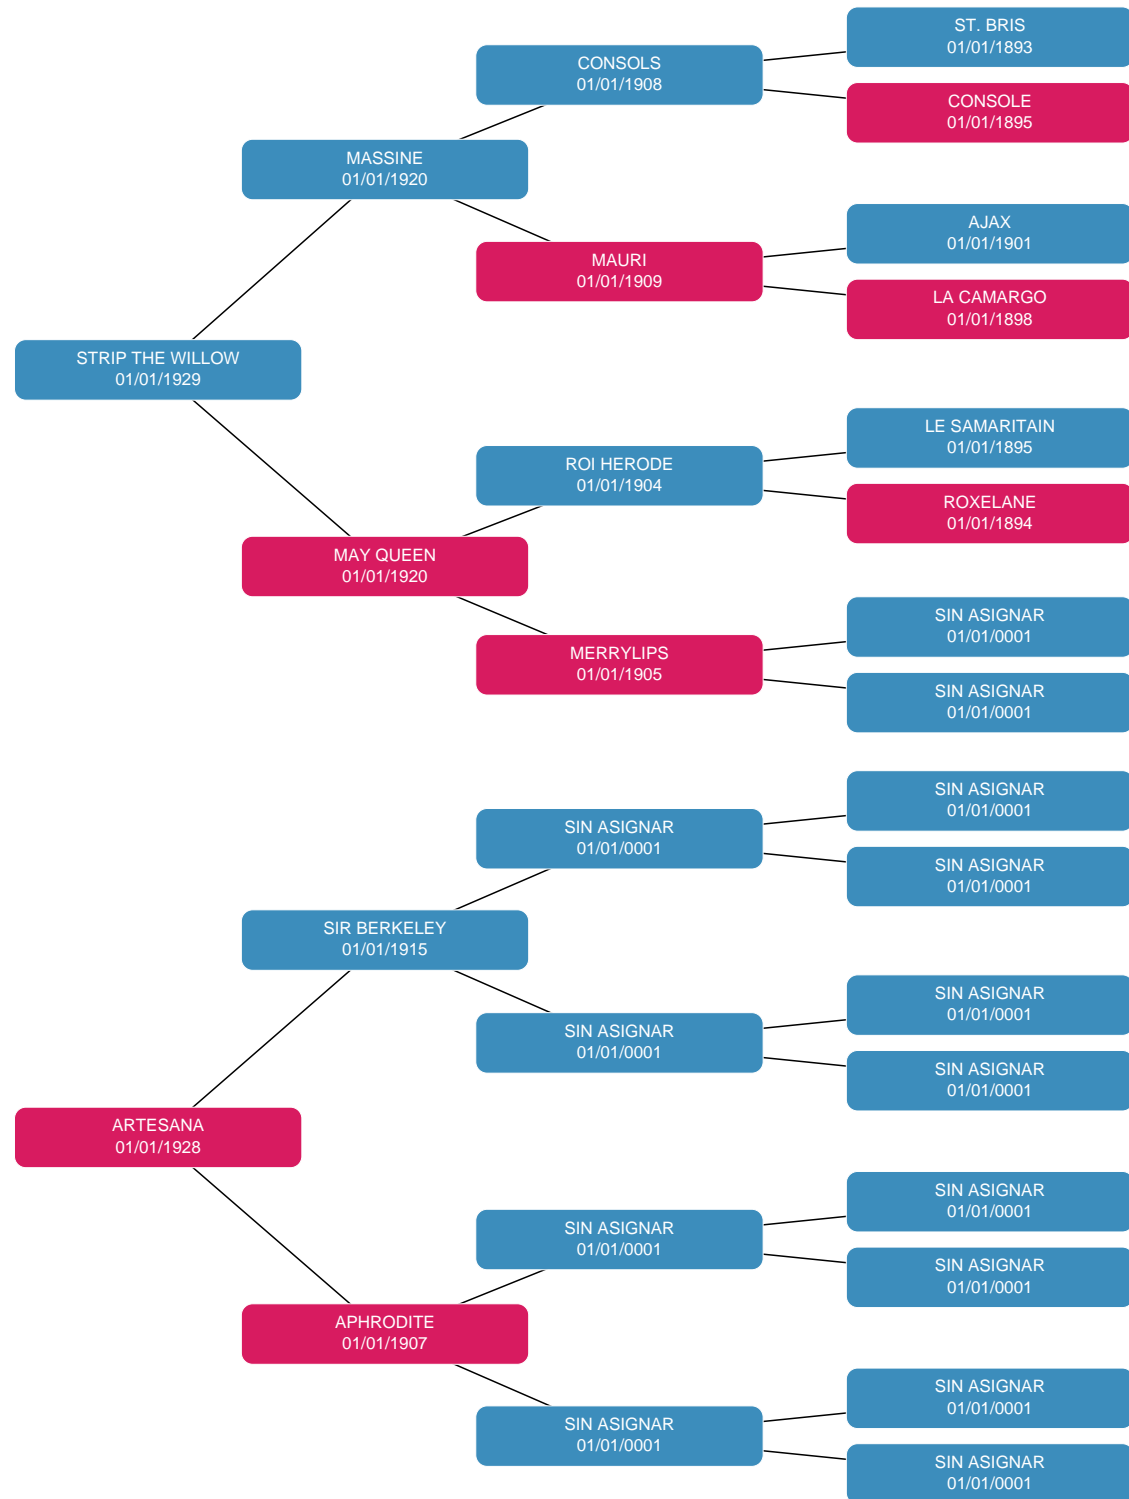 ST. BRIS
01/01/1893
CONSOLS
01/01/1908
CONSOLE
01/01/1895
MASSINE
01/01/1920
AJAX
01/01/1901
MAURI
01/01/1909
LA CAMARGO
01/01/1898
STRIP THE WILLOW
01/01/1929
LE SAMARITAIN
01/01/1895
ROI HERODE
01/01/1904
ROXELANE
01/01/1894
MAY QUEEN
01/01/1920
SIN ASIGNAR
01/01/0001
MERRYLIPS
01/01/1905
SIN ASIGNAR
01/01/0001
SIN ASIGNAR
01/01/0001
SIN ASIGNAR
01/01/0001
SIN ASIGNAR
01/01/0001
SIR BERKELEY
01/01/1915
SIN ASIGNAR
01/01/0001
SIN ASIGNAR
01/01/0001
SIN ASIGNAR
01/01/0001
ARTESANA
01/01/1928
SIN ASIGNAR
01/01/0001
SIN ASIGNAR
01/01/0001
SIN ASIGNAR
01/01/0001
APHRODITE
01/01/1907
SIN ASIGNAR
01/01/0001
SIN ASIGNAR
01/01/0001
SIN ASIGNAR
01/01/0001